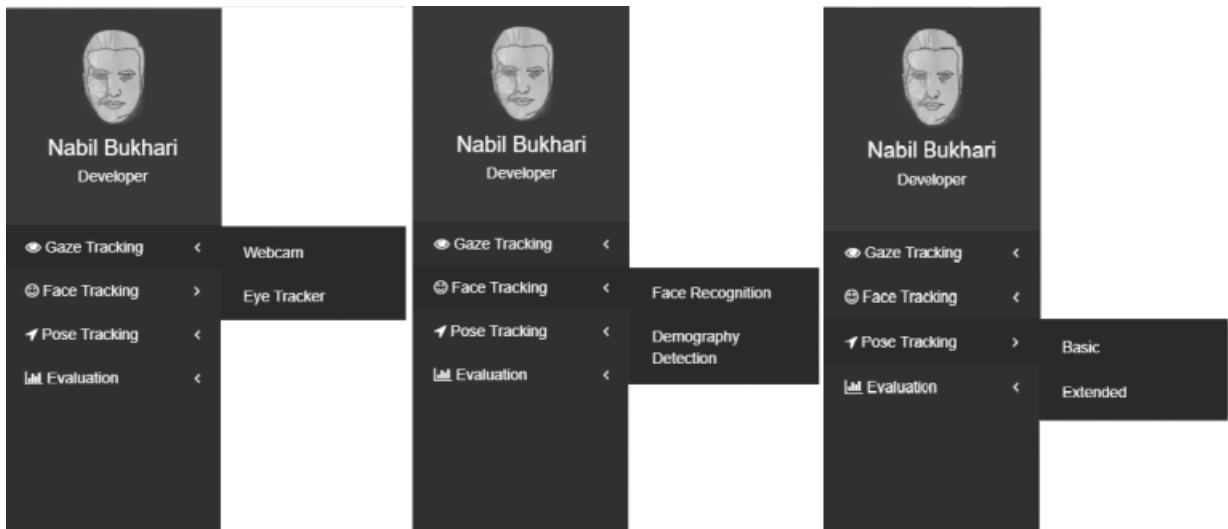 Nabil Bukhari
Developer
Gaze Tracking
Webcam
Face Tracking
Eye Tracker
Pose Tracking
Evaluation
Nabil Bukhari
Developer
Gaze Tracking
Face Tracking
Face Recognition
Pose Tracking
Demography
Detection
Evaluation
Nabil Bukhari
Developer
Gaze Tracking
Face Tracking
Pose Tracking
Basic
Evaluation
Extended